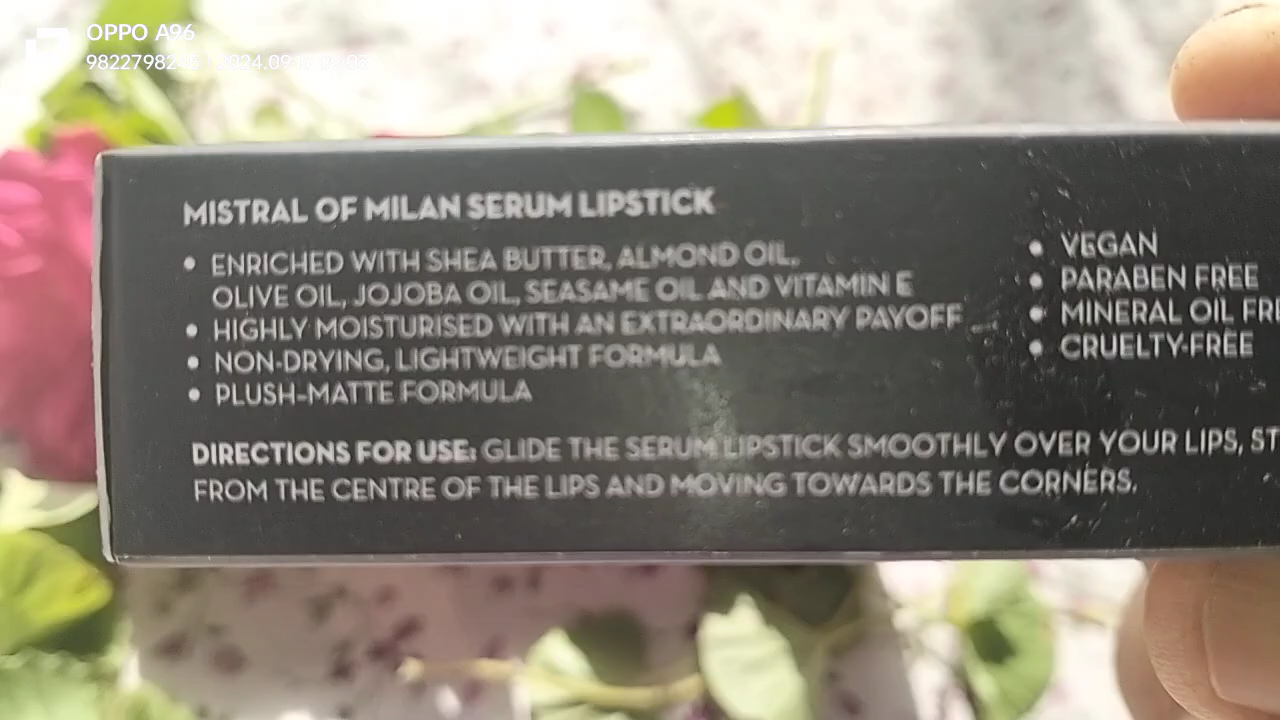 OPPO A96
MISTRAL OF MILAN SERUM LIPSTICK
• ENRICHED WITH SHEA BUTTER, ALMOND OIL,
OLIVE OIL, JOJOBA OIL, SEASAME OIL AND VITAMIN E
• HIGHLY MOISTURISED WITH AN EXTRAORDINARY PAYOFF
• NON-DRYING, LIGHTWEIGHT FORMULA
• PLUSH-MATTE FORMULA
• VEGAN
• PARABEN FREE
• MINERAL OIL
• CRUELTY-FREE
DIRECTIONS FOR USE: GLIDE THE SERUM LIPSTICK SMOOTHLY OVER YOUR LIPS,
FROM THE CENTRE OF THE LIPS AND MOVING TOWARDS THE CORNERS.